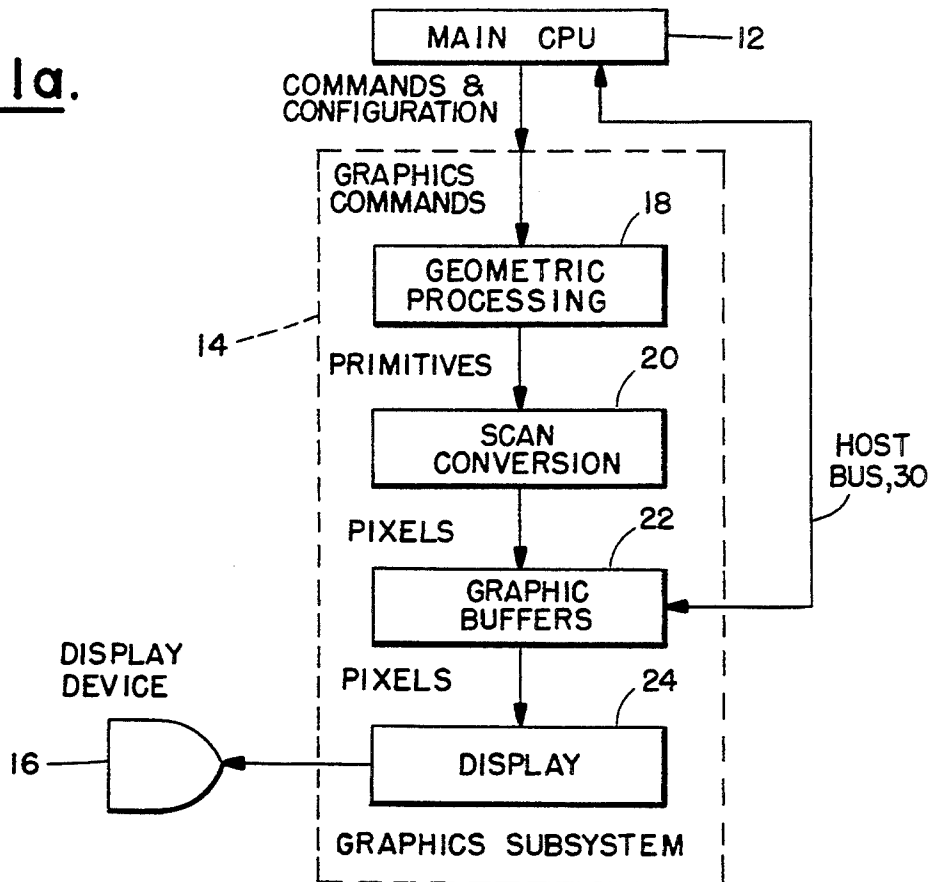 1a.
MAIN CPU
12
COMMANDS &
CONFIGURATION
GRAPHICS
COMMANDS
18
GEOMETRIC
PROCESSING
14
PRIMITIVES
20
SCAN
CONVERSION
HOST
BUS,30
PIXELS
22
GRAPHIC
BUFFERS
DISPLAY
DEVICE
PIXELS
24
16
DISPLAY
GRAPHICS SUBSYSTEM